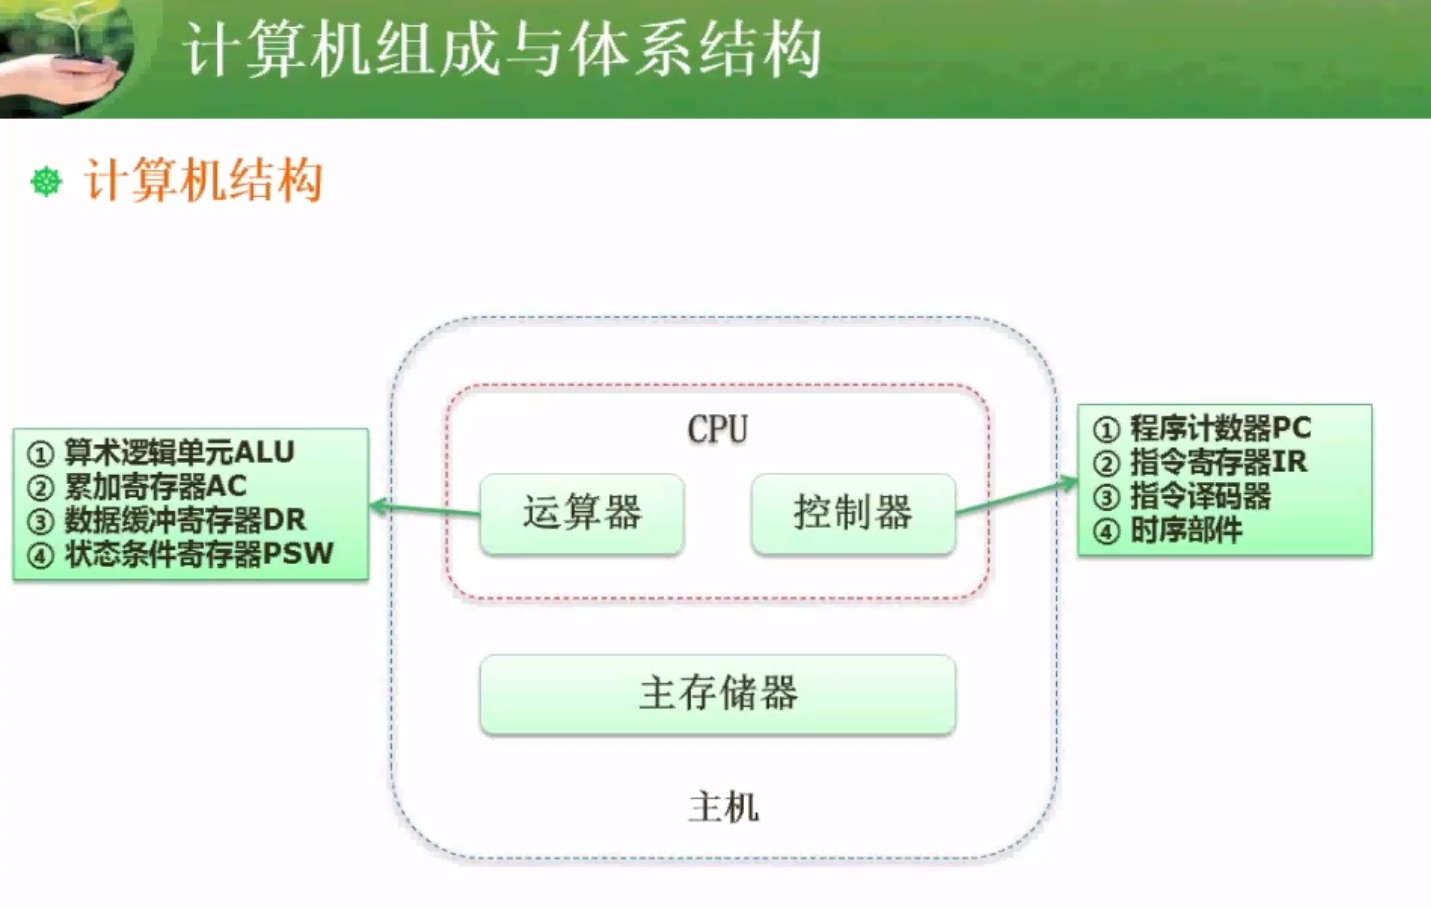 计算机组成与体系结构
计算机结构
CPU
运算器
控制器
① 算术逻辑单元ALU
② 累加寄存器AC
③ 数据缓冲寄存器DR
④ 状态条件寄存器PSW
① 程序计数器PC
② 指令寄存器IR
③ 指令译码器
④ 时序部件
主存储器
主机